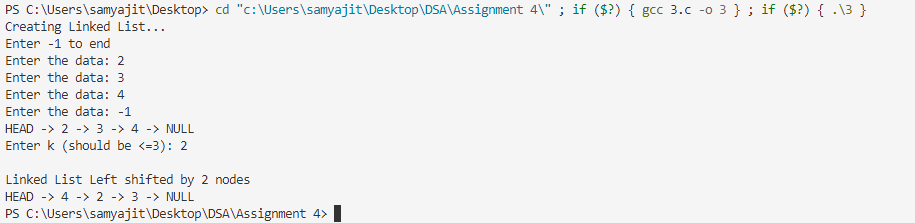 PS C:\Users\samyajit\Desktop> cd "c:\Users\samyajit\Desktop\DSA\Assignment 4\" ; if ($?) { gcc 3.c -o 3 } ; if ($?) { .\3 }
Creating Linked List...
Enter -1 to end
Enter the data: 2
Enter the data: 3
Enter the data: 4
Enter the data: -1
HEAD -> 2 -> 3 -> 4 -> NULL
Enter k (should be <=3): 2

Linked List Left shifted by 2 nodes
HEAD -> 4 -> 2 -> 3 -> NULL
PS C:\Users\samyajit\Desktop\DSA\Assignment 4>